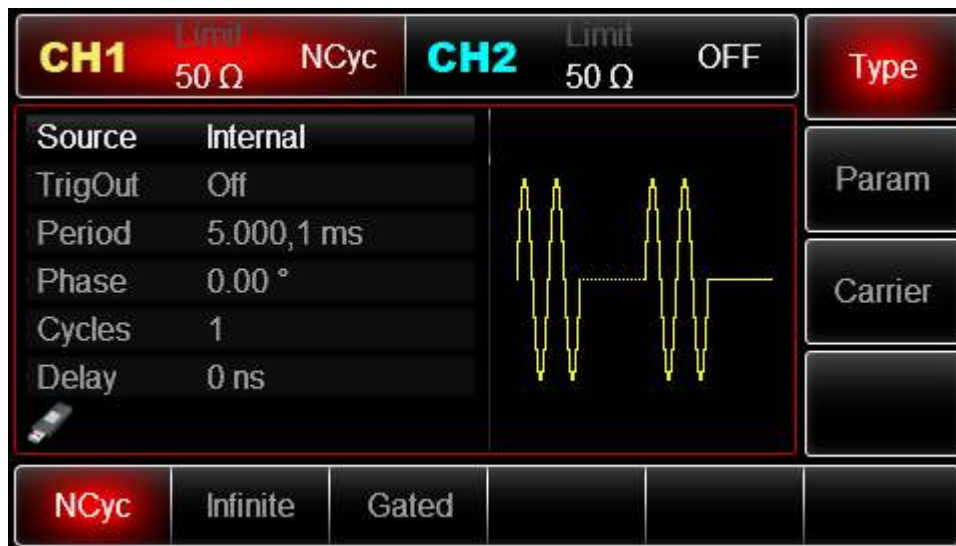 CH1 Limit 50 Ω NCyc
CH2 Limit 50 Ω OFF
Type
Source Internal
TrigOut Off
Period 5.000,1 ms
Phase 0.00 °
Cycles 1
Delay 0 ns
Param
Carrier
NCyc Infinite Gated